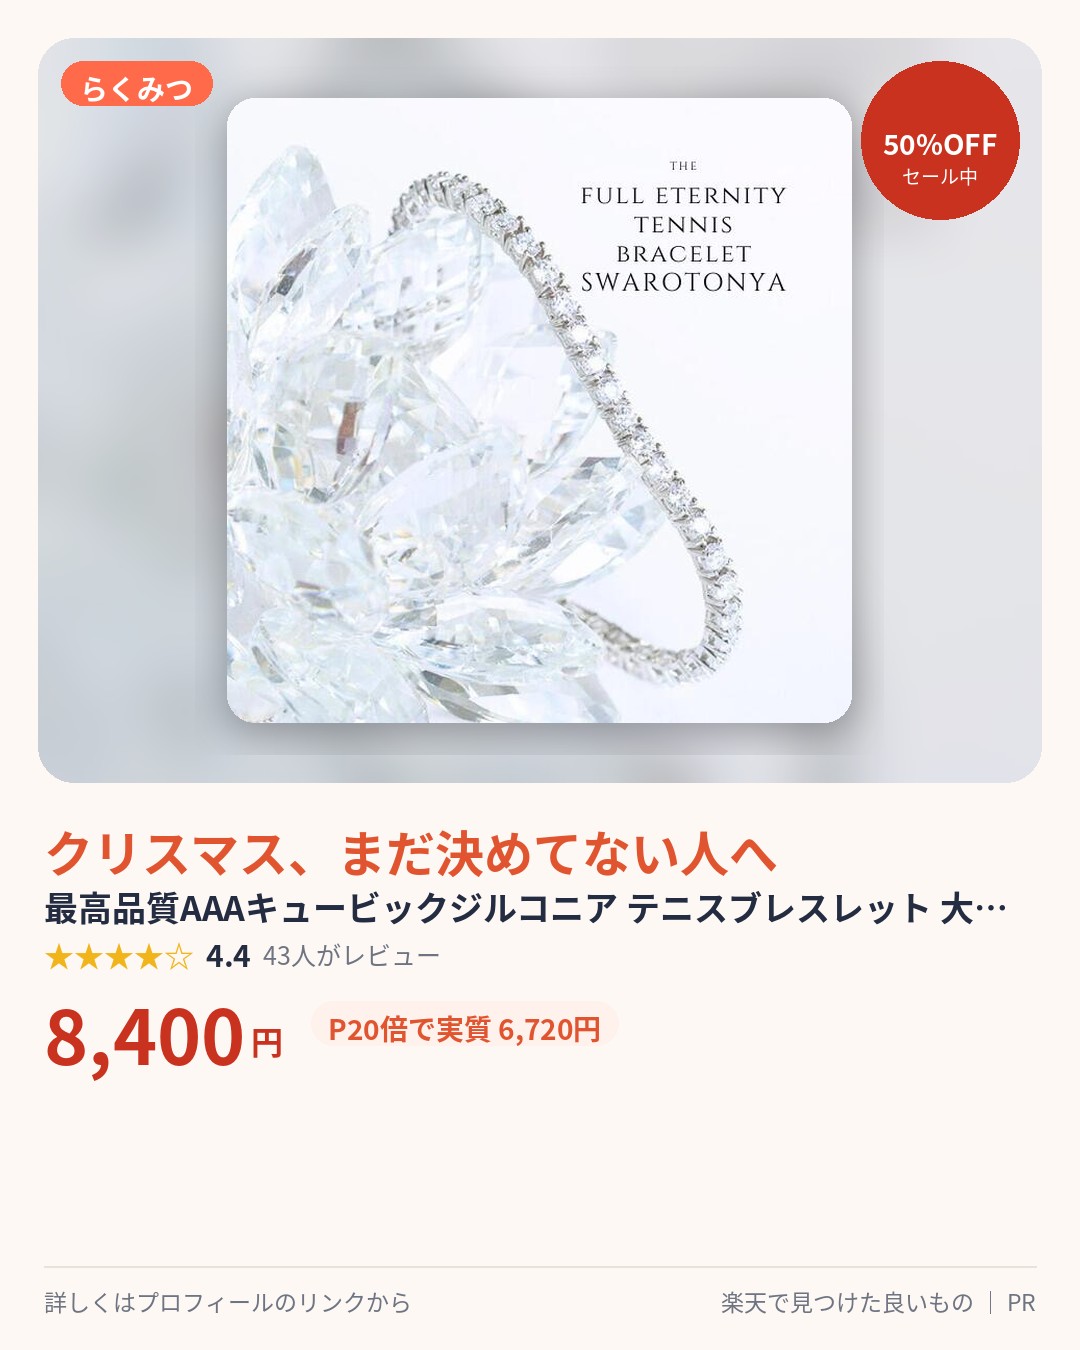 らくみつ
50%OFF
セール中
THE
FULL ETERNITY
TENNIS
BRACELET
SWAROTONYA
クリスマス、まだ決めてない人へ
最高品質AAAキュービックジルコニア テニスブレスレット 大…
★★★★☆ 4.4 43人がレビュー
8,400円 P20倍で実質 6,720円
詳しくはプロフィールのリンクから
楽天で見つけた良いもの｜PR